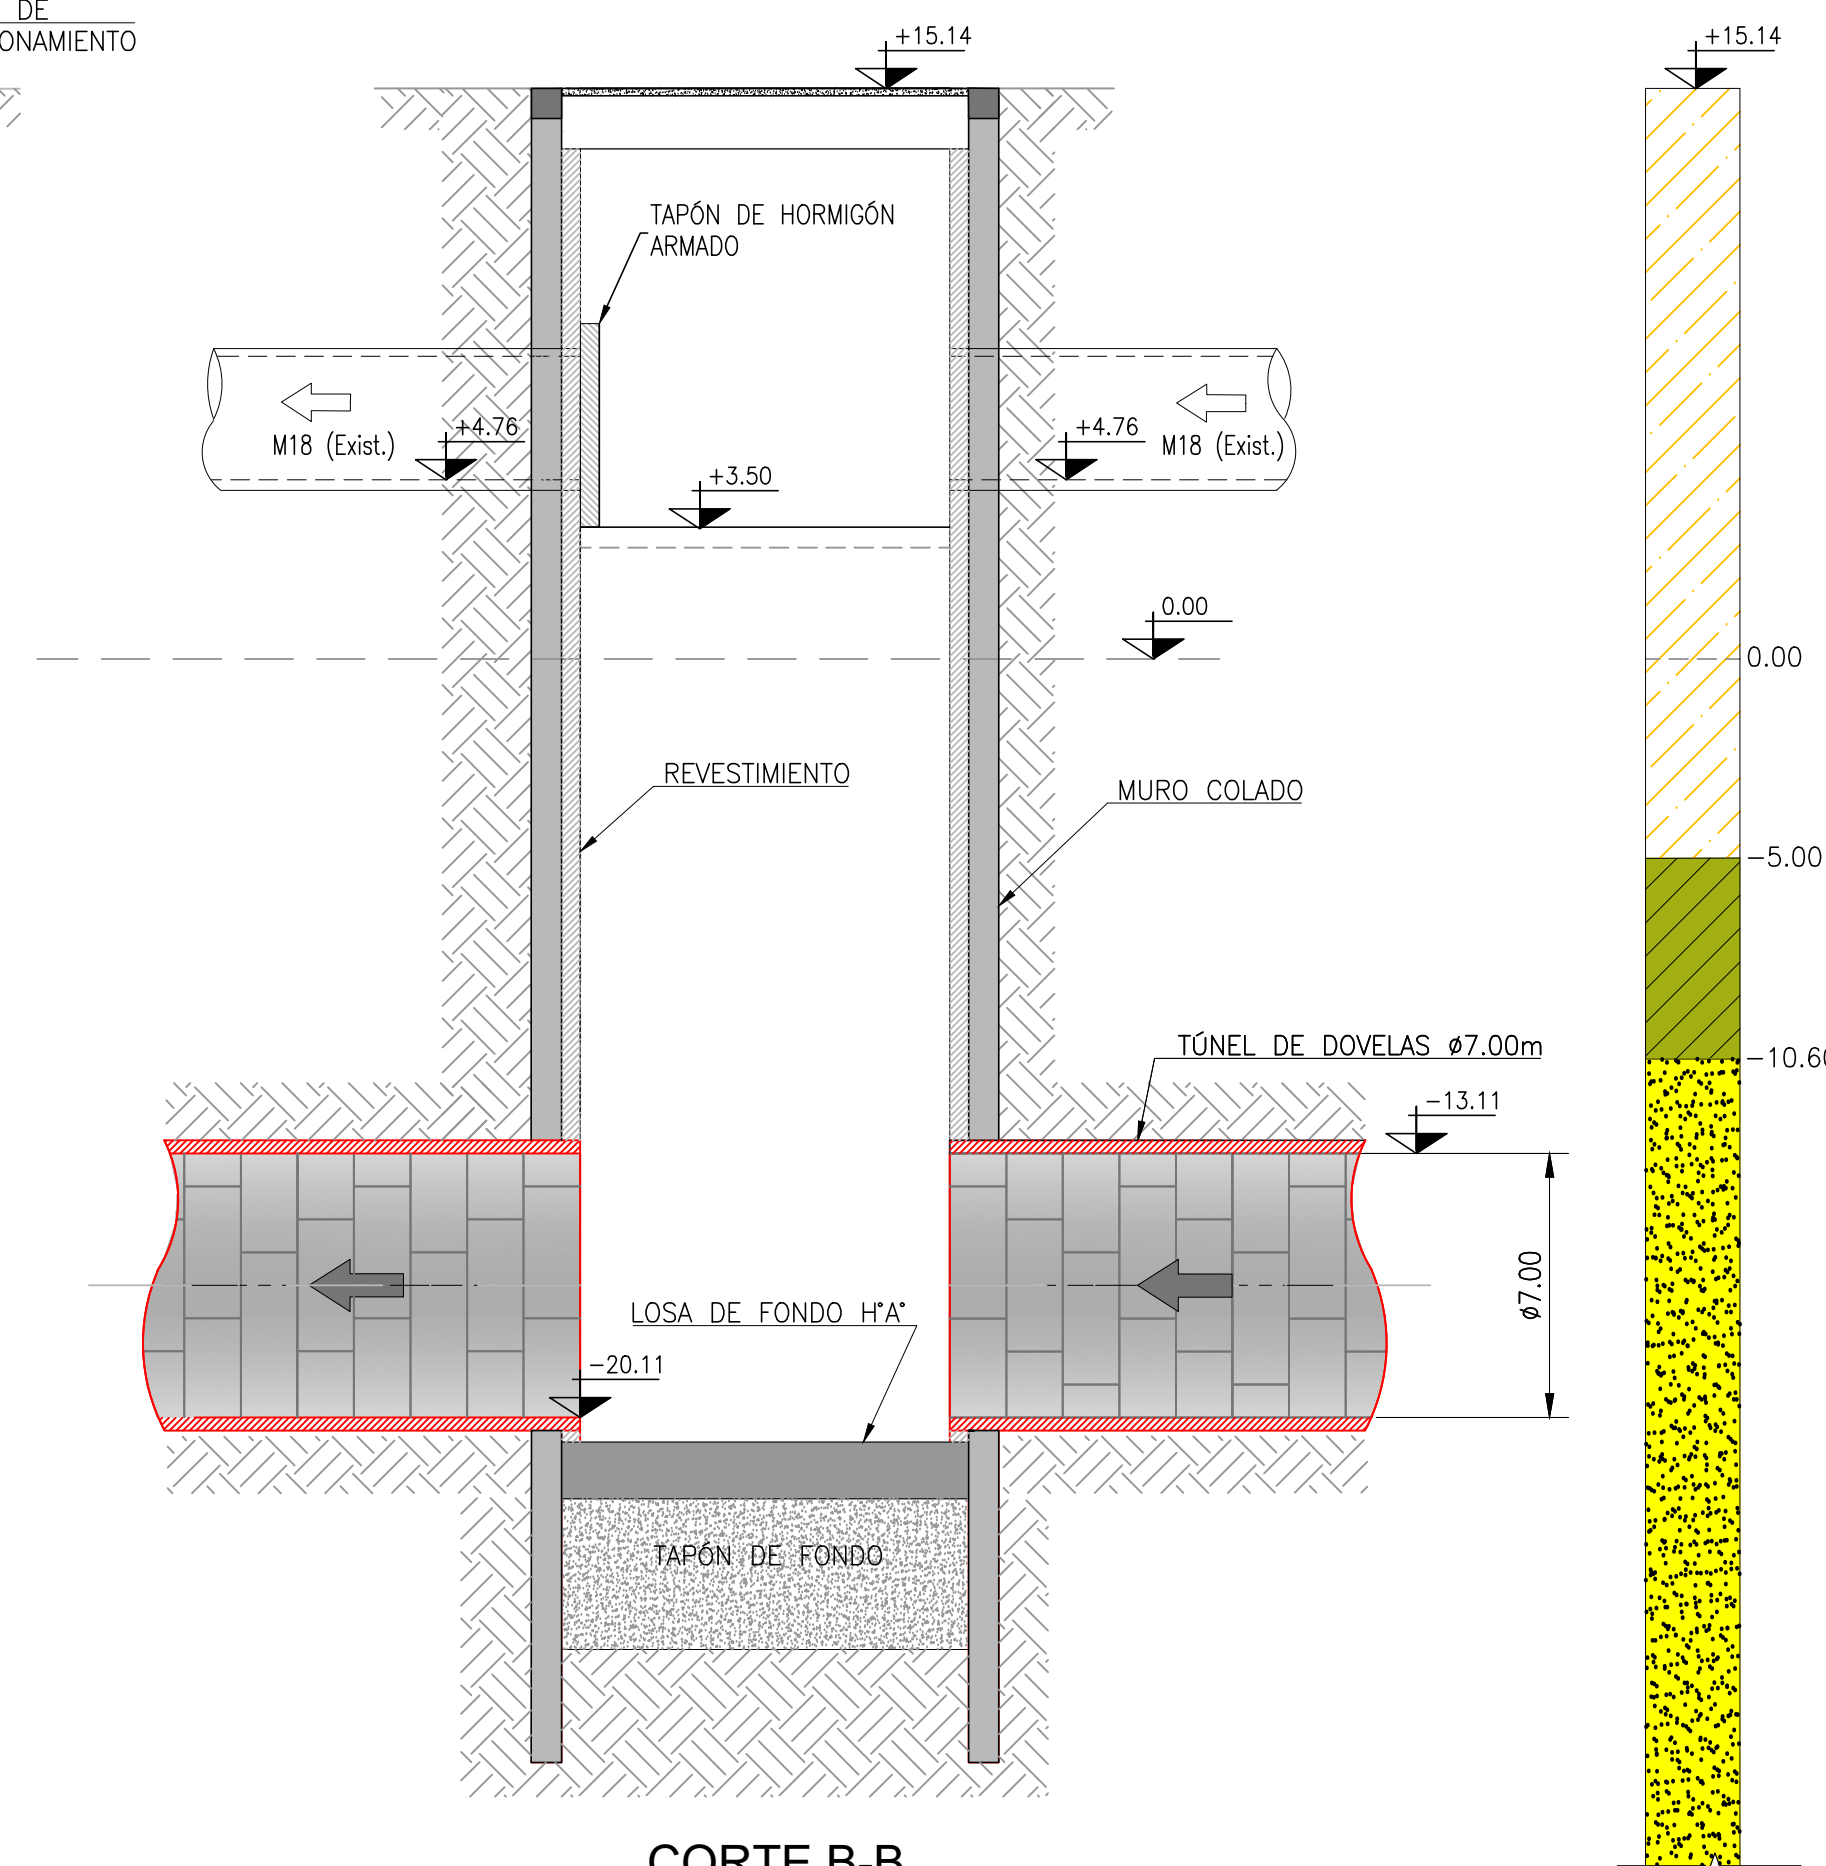 DE
ONAMIENTO
+15.14
+15.14
TAPÓN DE HORMIGÓN
ARMADO
M18 (Exist.)
+4.76
+4.76
M18 (Exist.)
+3.50
0.00
0.00
REVESTIMIENTO
MURO COLADO
-5.00
TÚNEL DE DOVELAS ø7.00m
-10.60
-13.11
ø7.00
LOSA DE FONDO H°A°
-20.11
TAPÓN DE FONDO
CORTE B-B